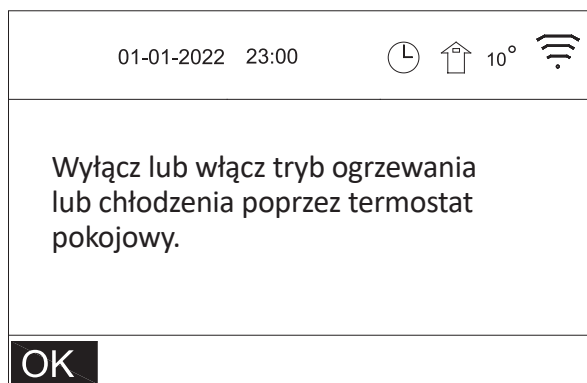 01-01-2022 23:00 10°
Wyłącz lub włącz tryb ogrzewania
lub chłodzenia poprzez termostat
pokojowy.
OK